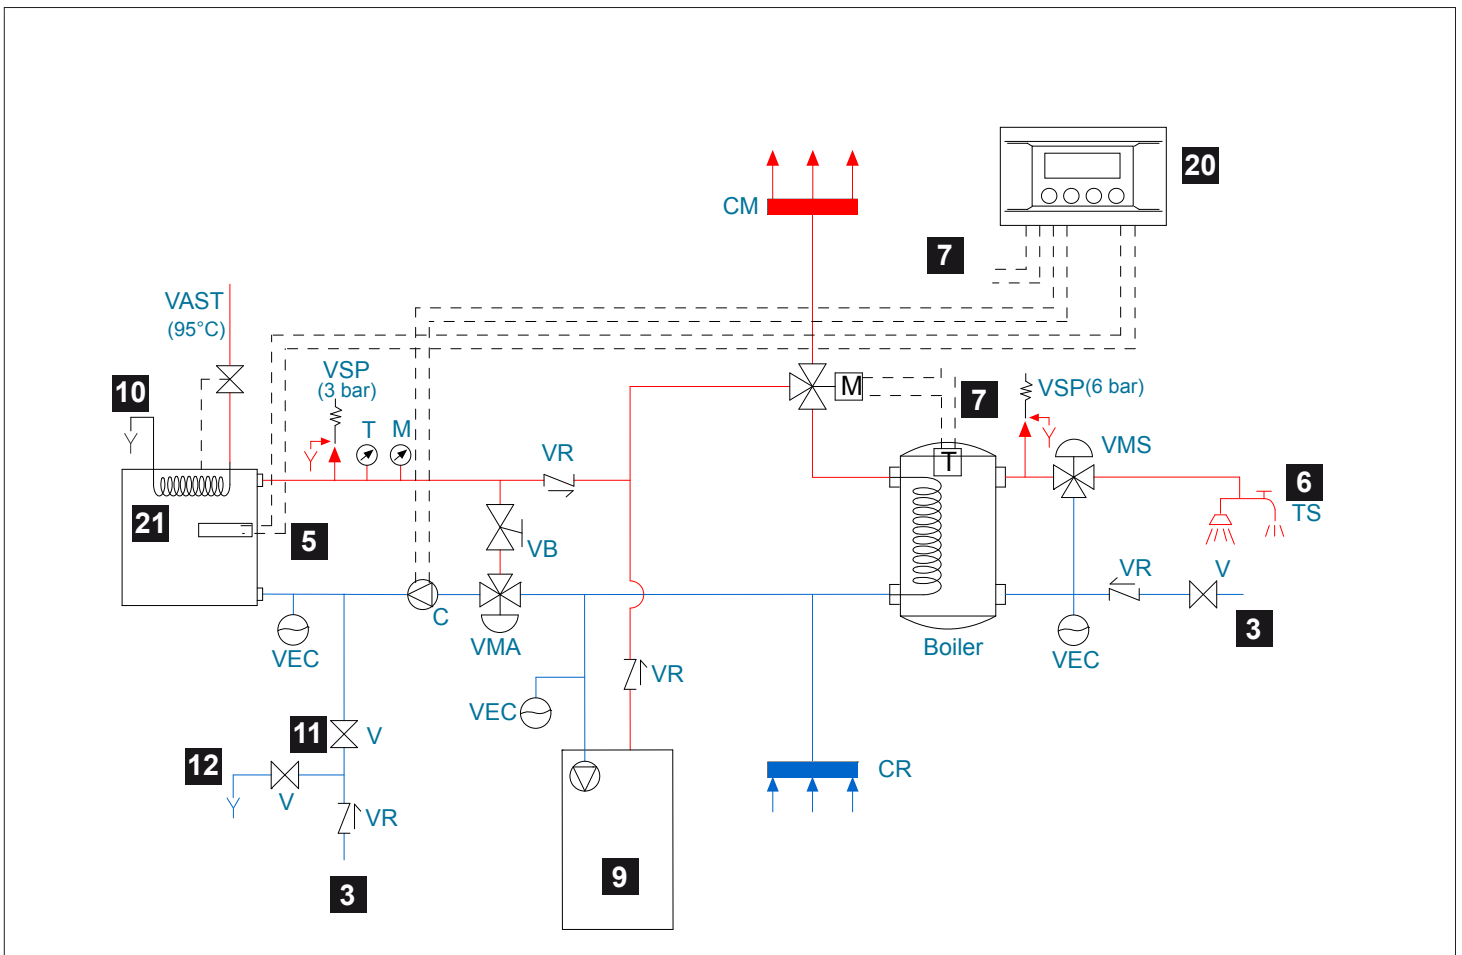 20
CM
7
VAST
(95°C)
VSP
(3 bar)
10
T
M
VR
M
7
VSP(6 bar)
VMS
T
6
TS
21
5
VB
VR
V
C
VMA
Boiler
3
VEC
VEC
VR
VEC
11
V
12
V
CR
VR
9
3